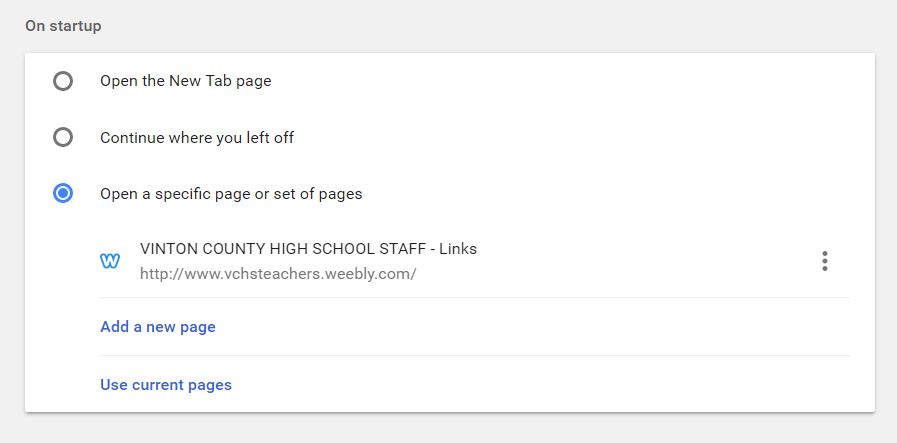 On startup
Open the New Tab page
Continue where you left off
Open a specific page or set of pages
VINTON COUNTY HIGH SCHOOL STAFF - Links
http://www.vchsteachers.weebly.com/
Add a new page
Use current pages